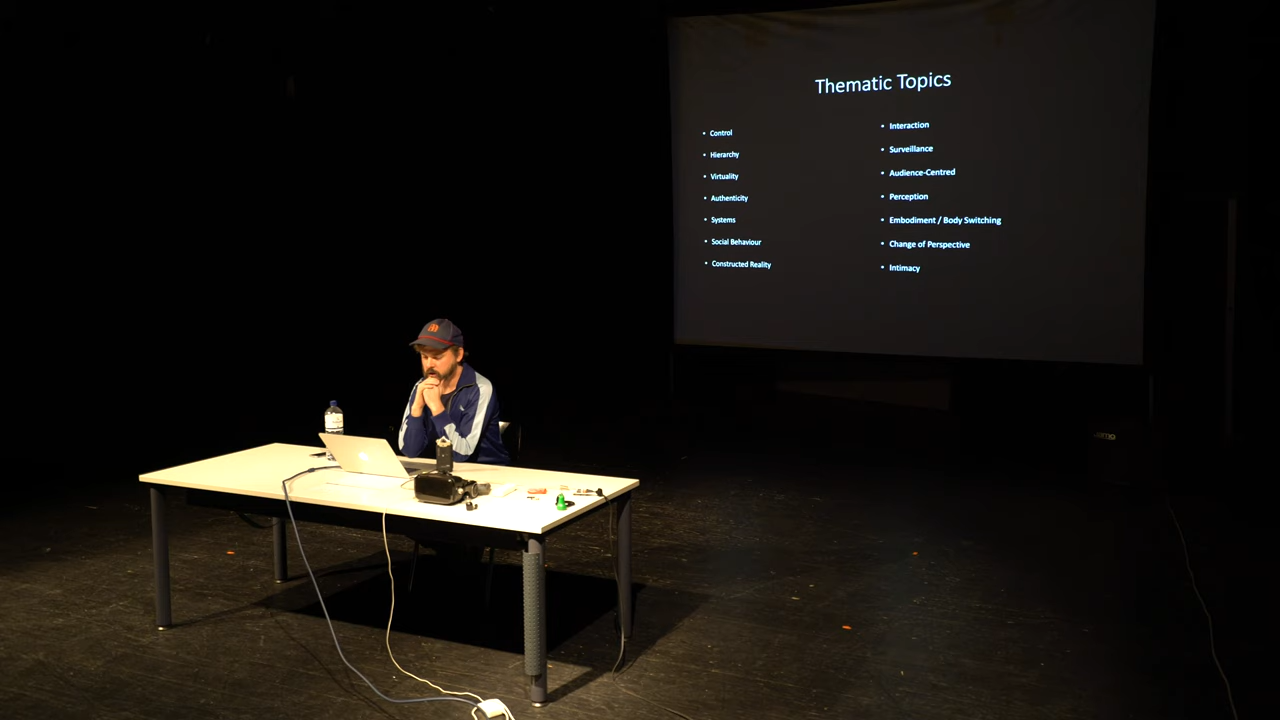 Thematic Topics
• Control
• Hierarchy
• Virtuality
• Authenticity
• Systems
• Social Behaviour
• Constructed Reality
• Interaction
• Surveillance
• Audience-Centred
• Perception
• Embodiment / Body Switching
• Change of Perspective
• Intimacy